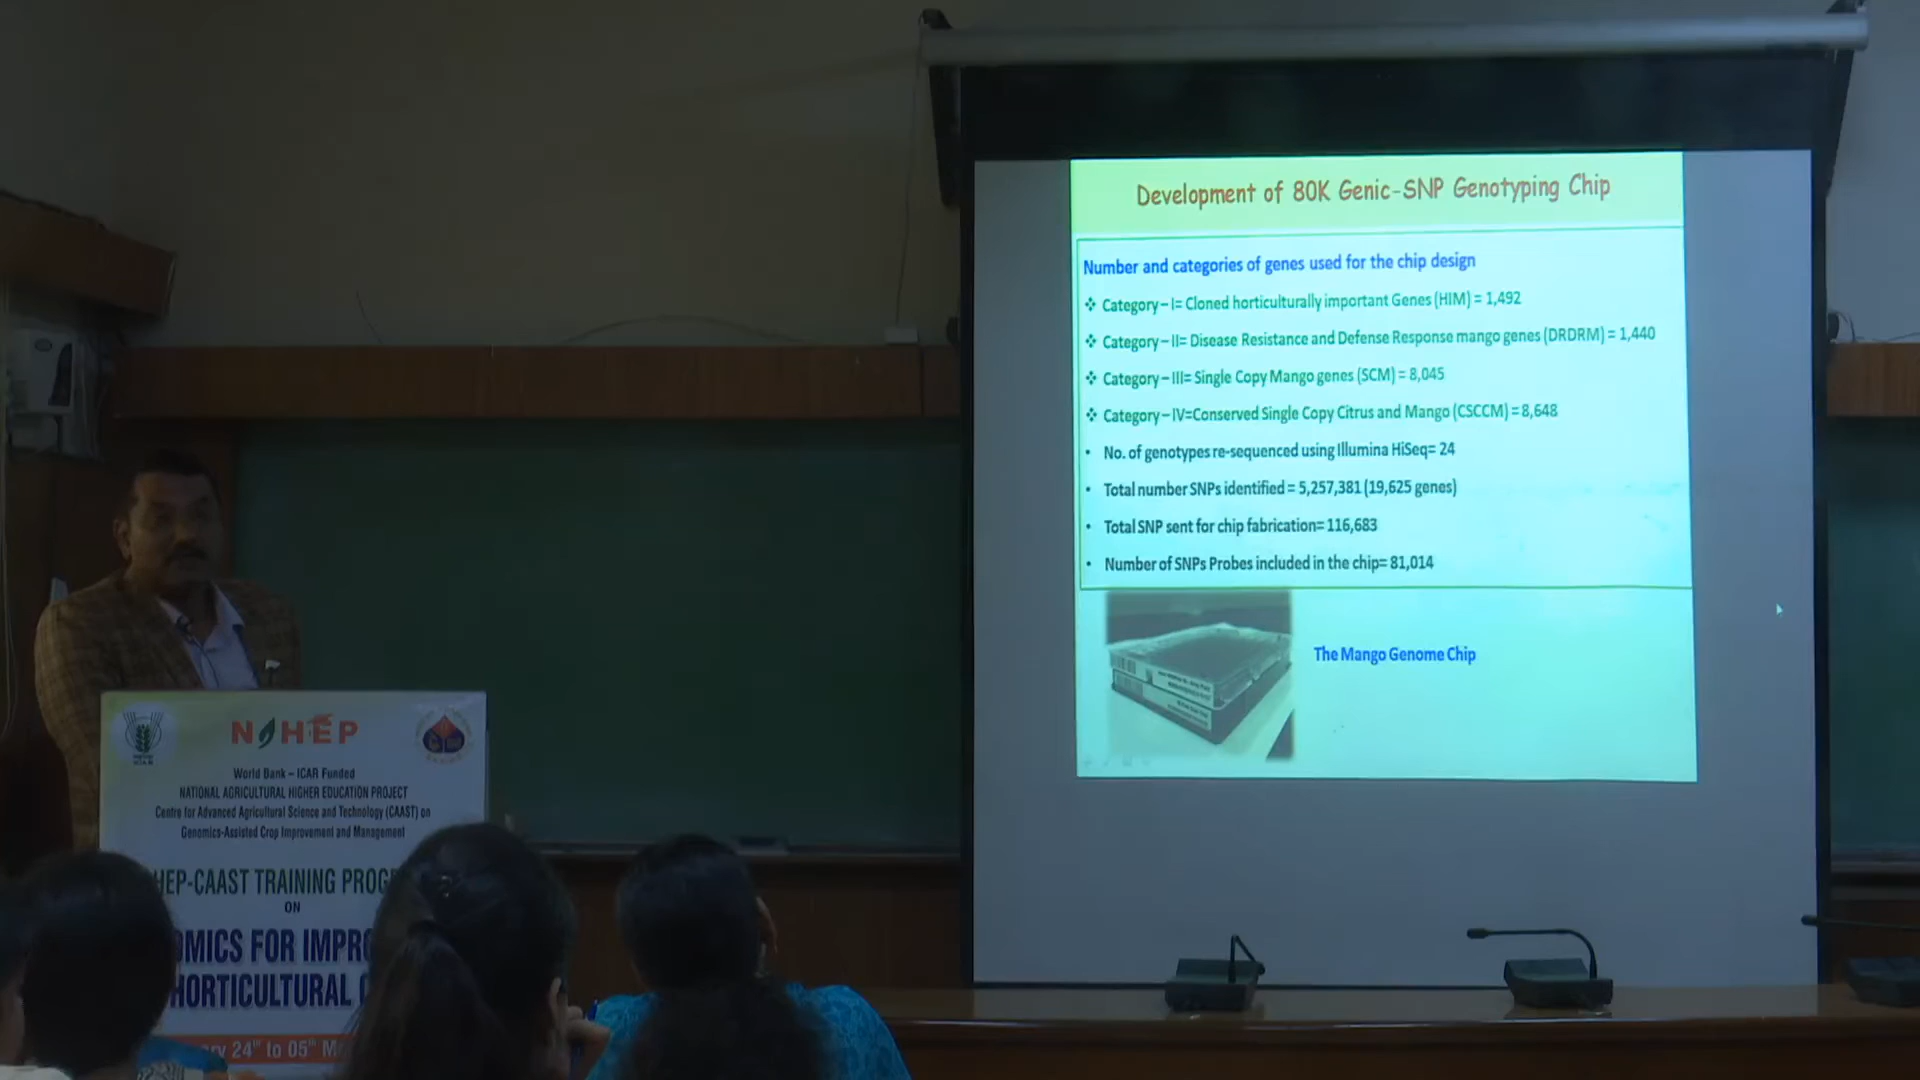 Development of 80K Genic-SNP Genotyping Chip
Number and categories of genes used for the chip design
❖ Category – I= Cloned horticulturally important Genes (HIM) = 1,492
❖ Category – II= Disease Resistance and Defense Response mango genes (DRDRM) = 1,440
❖ Category – III= Single Copy Mango genes (SCM) = 8,045
❖ Category – IV=Conserved Single Copy Citrus and Mango (CSCCM) = 8,648
• No. of genotypes re-sequenced using Illumina HiSeq= 24
• Total number SNPs identified = 5,257,381 (19,625 genes)
• Total SNP sent for chip fabrication= 116,683
• Number of SNPs Probes included in the chip= 81,014
The Mango Genome Chip
NAHEP
World Bank – ICAR Funded
NATIONAL AGRICULTURAL HIGHER EDUCATION PROJECT
Centre for Advanced Agricultural Science and Technology (CAAST) on
Genomics-Assisted Crop Improvement and Management
HEP-CAAST TRAINING PROG
ON
OMICS FOR IMPRO
HORTICULTURAL
ry 24th to 05th M